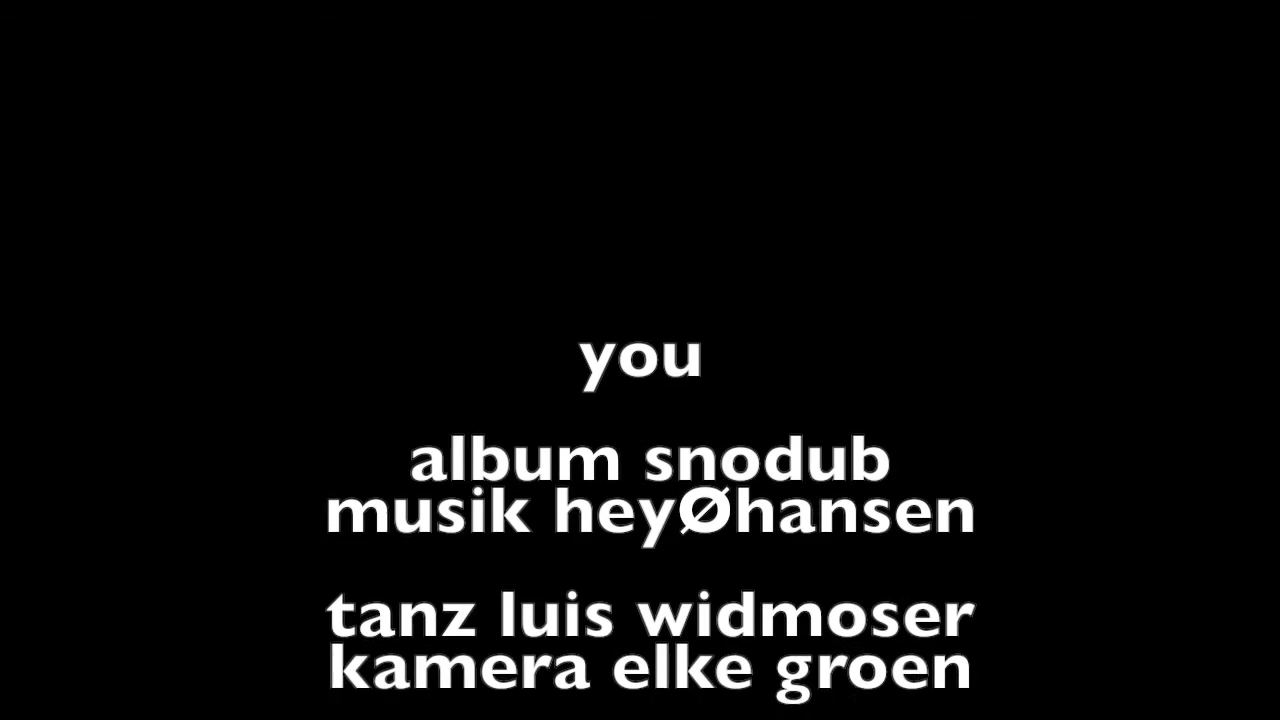 you
album snodub
musik heyØhansen
tanz luis widmoser
kamera elke groen